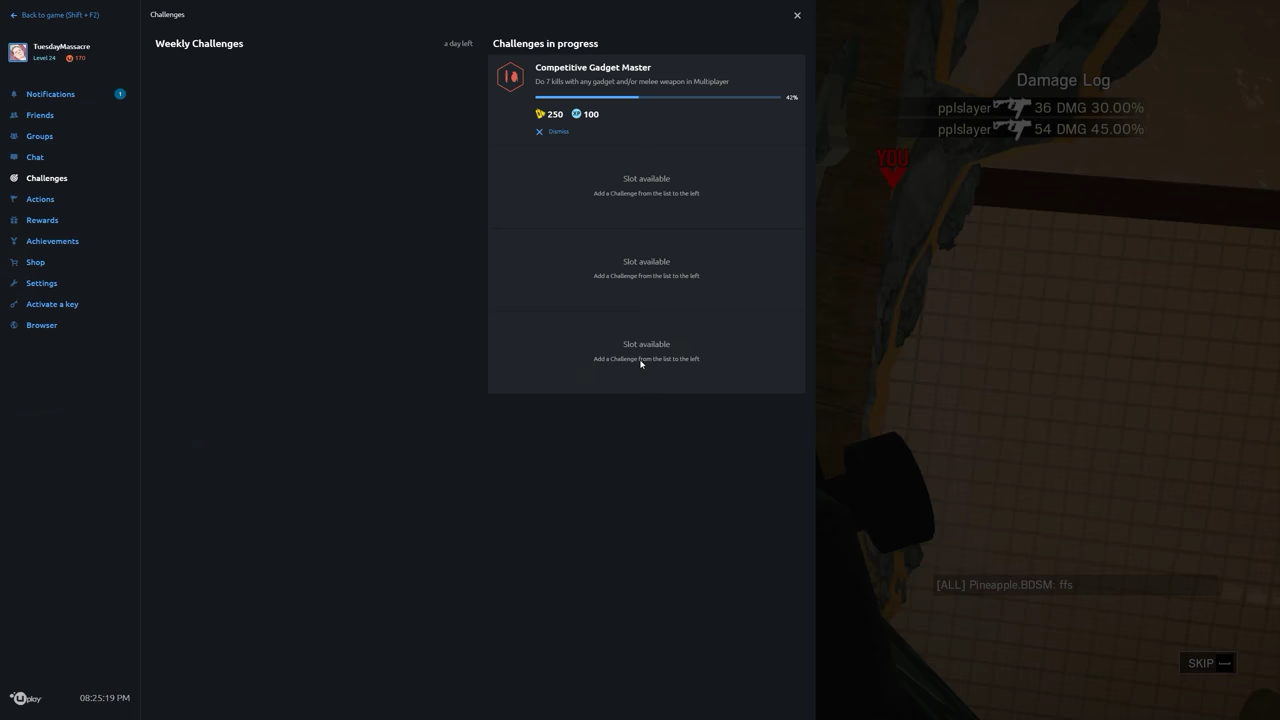 Back to game (Shift + F2)
TuesdayMassacre
Level 24 170
Notifications 1
Friends
Groups
Chat
Challenges
Actions
Rewards
Achievements
Shop
Settings
Activate a key
Browser
uplay 08:25:19 PM
Challenges
Weekly Challenges a day left
Challenges in progress
Competitive Gadget Master
Do 7 kills with any gadget and/or melee weapon in Multiplayer
42%
250 XP 100
Dismiss
Slot available
Add a Challenge from the list to the left
Slot available
Add a Challenge from the list to the left
Slot available
Add a Challenge from the list to the left
Damage Log
pplslayer 36 DMG 30.00%
pplslayer 54 DMG 45.00%
YOU
[ALL] Pineapple.BDSM: ffs
SKIP